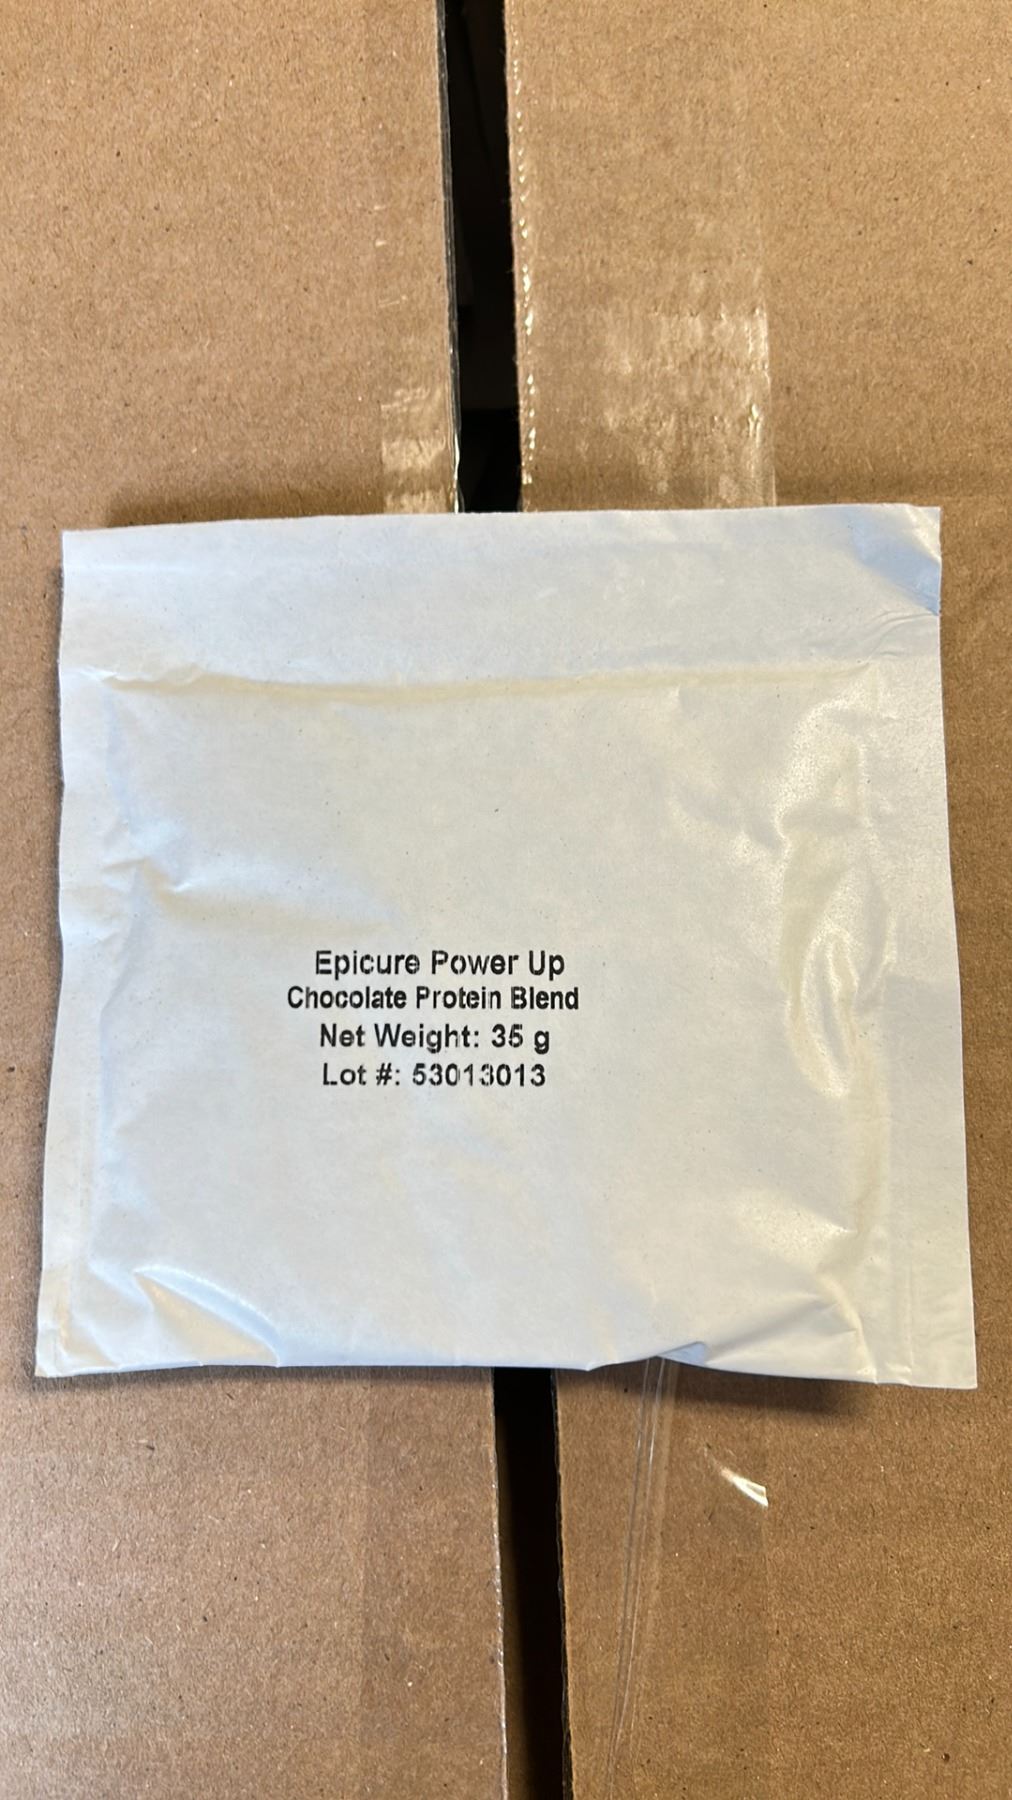 Epicure Power Up
Chocolate Protein Blend
Net Weight: 35 g
Lot #: 53013013